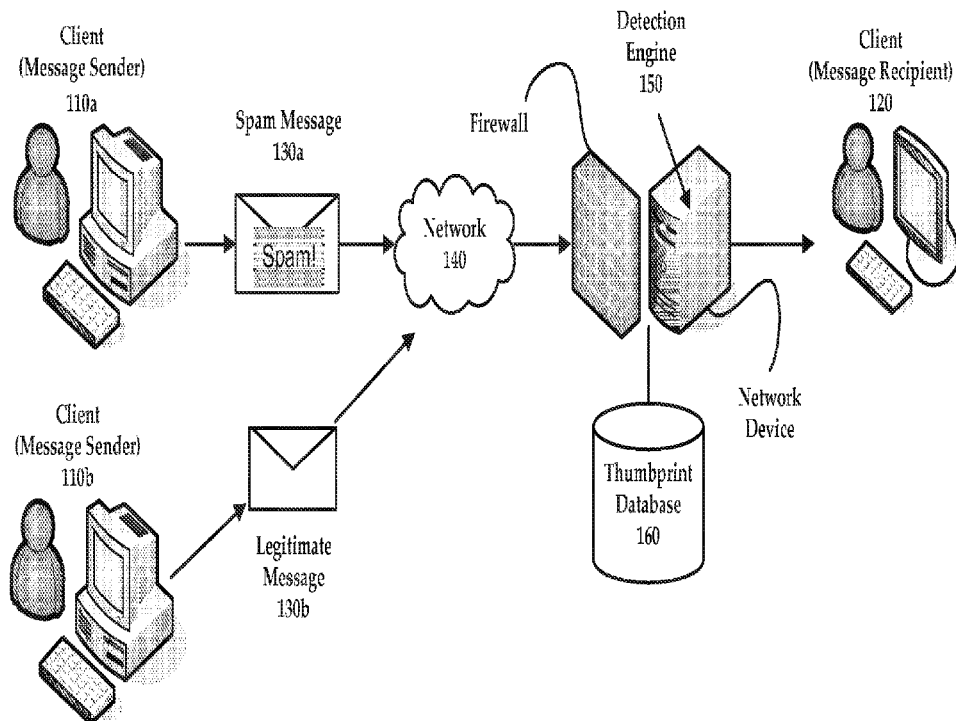 Client
(Message Sender)
110a
Spam Message
130a
Spam!
Network
140
Firewall
Detection
Engine
150
Client
(Message Recipient)
120
Network
Device
Thumbprint
Database
160
Client
(Message Sender)
110b
Legitimate
Message
130b